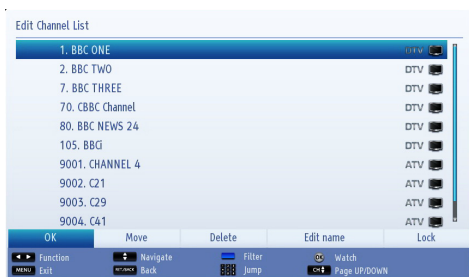 Edit Channel List
1. BBC ONE DTV
2. BBC TWO DTV
7. BBC THREE DTV
70. CBBC Channel DTV
80. BBC NEWS 24 DTV
105. BBCi DTV
9001. CHANNEL 4 ATV
9002. C21 ATV
9003. C29 ATV
9004. C41 ATV
OK Move Delete Edit name Lock
Function Navigate Filter OK Watch
MENU Exit RET./BACK Back Jump CH Page UP/DOWN